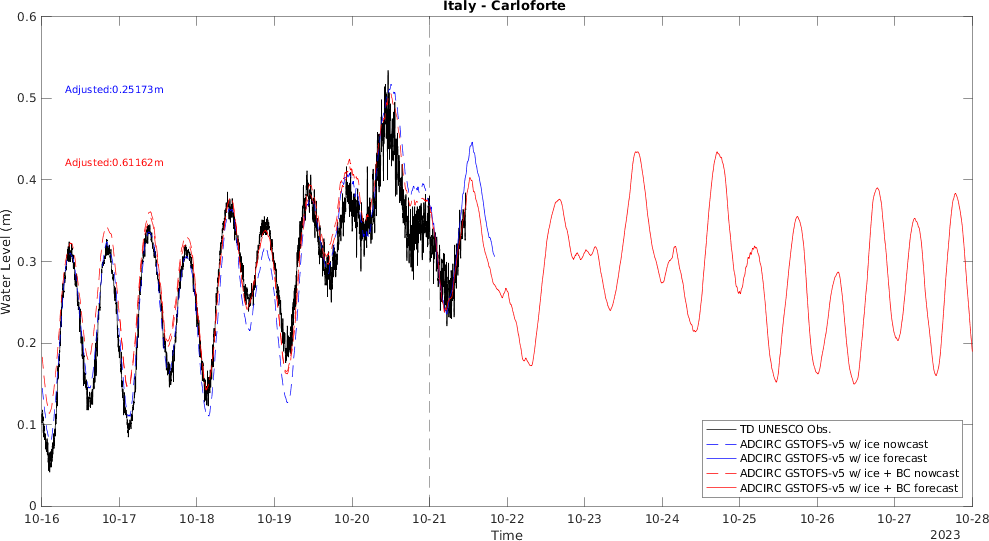 Italy - Carloforte
0.6
0.5
0.4
0.3
0.2
0.1
0
Water Level (m)
Adjusted:0.25173m
Adjusted:0.61162m
TD UNESCO Obs.
ADCIRC GSTOFS-v5 w/ ice nowcast
ADCIRC GSTOFS-v5 w/ ice forecast
ADCIRC GSTOFS-v5 w/ ice + BC nowcast
ADCIRC GSTOFS-v5 w/ ice + BC forecast
10-16 10-17 10-18 10-19 10-20 10-21 10-22 10-23 10-24 10-25 10-26 10-27 10-28
Time
2023